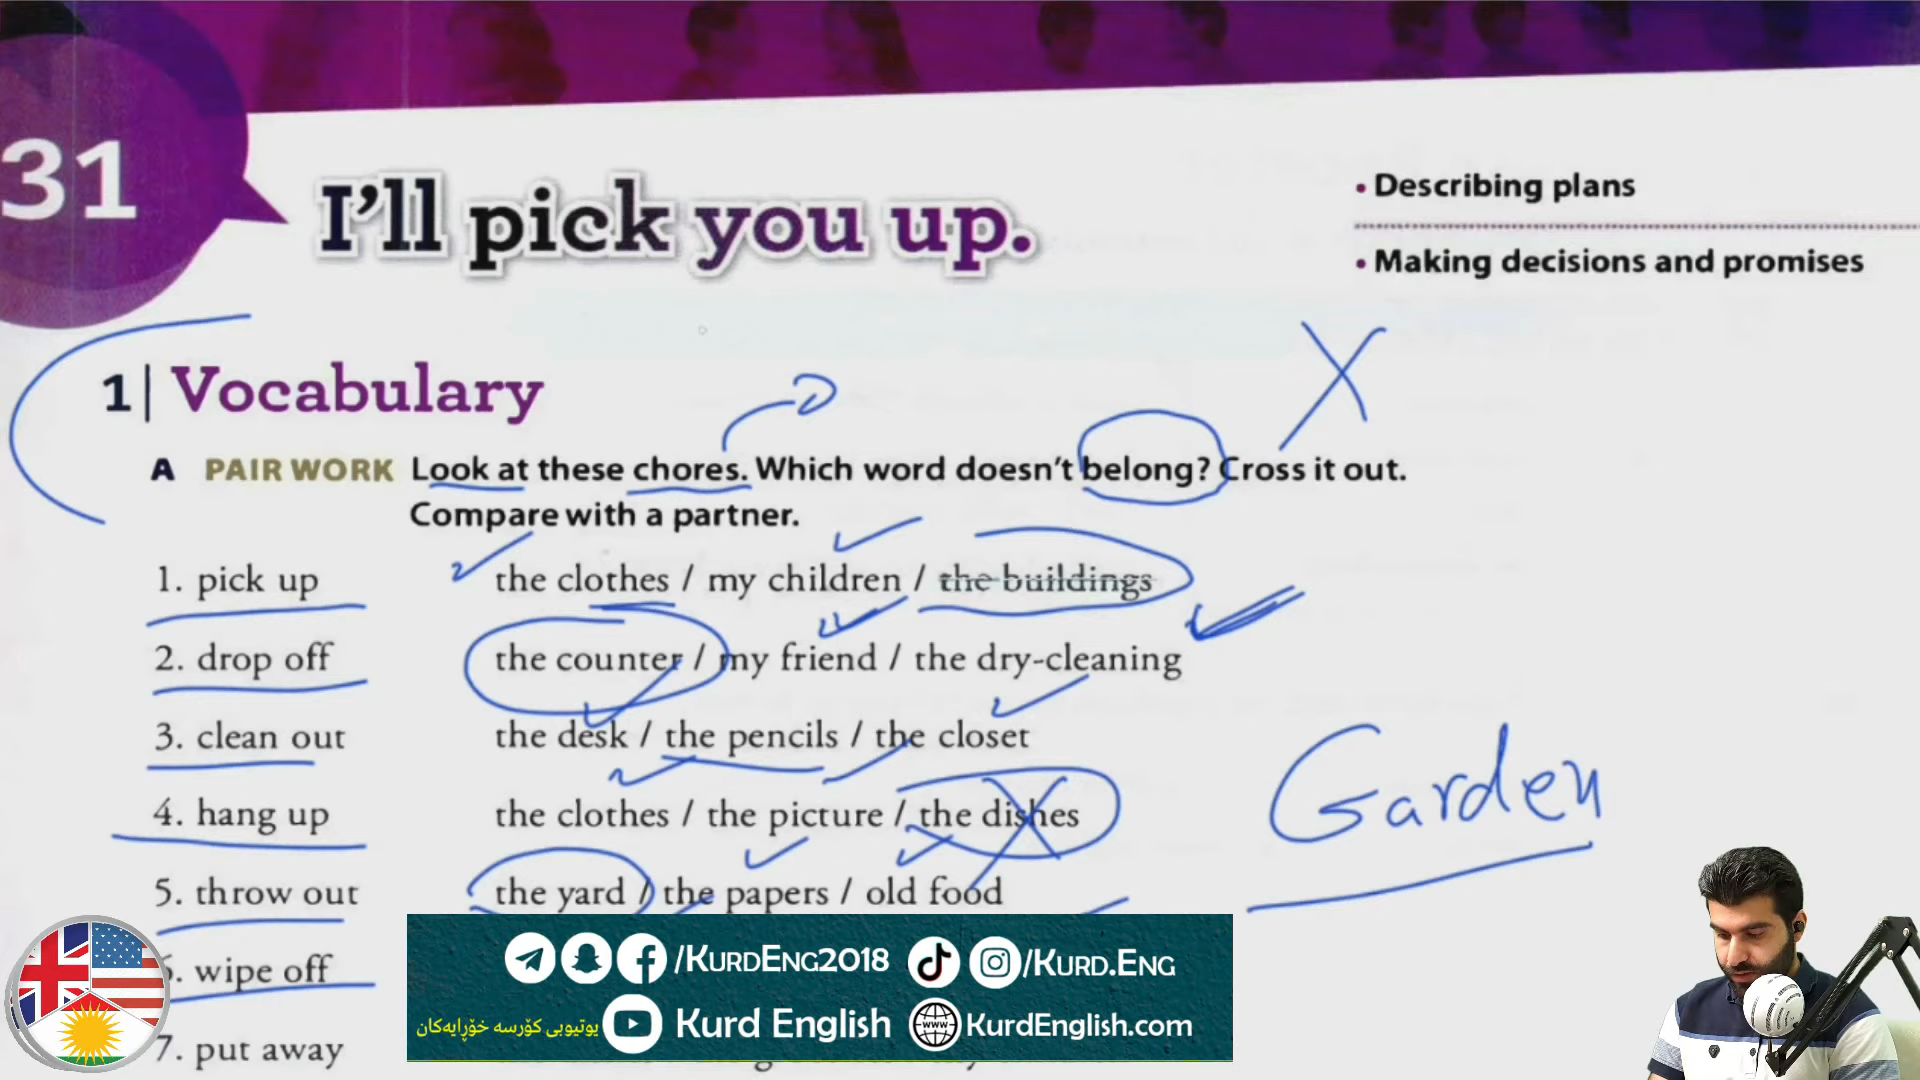 31
I'll pick you up.
• Describing plans
• Making decisions and promises
1 | Vocabulary
A PAIR WORK Look at these chores. Which word doesn't belong? Cross it out.
Compare with a partner.
1. pick up the clothes / my children / the buildings
2. drop off the counter / my friend / the dry-cleaning
3. clean out the desk / the pencils / the closet
4. hang up the clothes / the picture / the dishes
Garden
5. throw out the yard / the papers / old food
6. wipe off
7. put away
/KurdEng2018 /Kurd.Eng
یوتیوبی کۆرسە خۆڕایەکان Kurd English www KurdEnglish.com